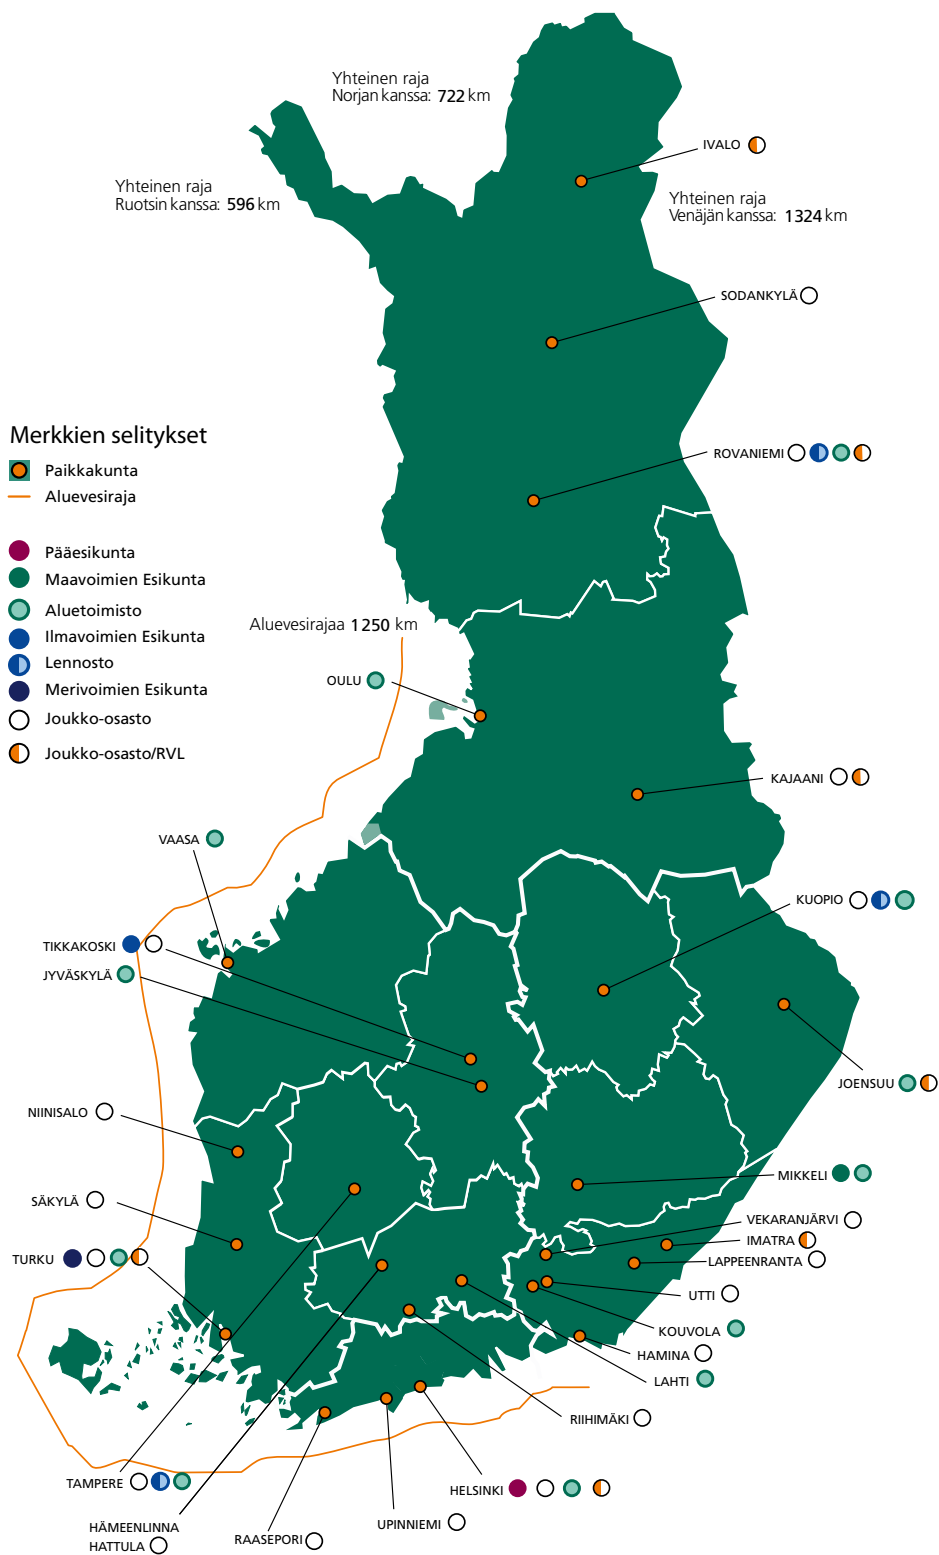 Yhteinen raja
Norjan kanssa: 722 km
IVALO
Yhteinen raja
Ruotsin kanssa: 596 km
Yhteinen raja
Venäjän kanssa: 1324 km
SODANKYLÄ
Merkkien selitykset
Paikkakunta
Aluevesiraja
Pääesikunta
Maavoimien Esikunta
Aluetoimisto
Ilmavoimien Esikunta
Lennosto
Merivoimien Esikunta
Joukko-osasto
Joukko-osasto/RVL
ROVANIEMI
Aluevesirajaa 1250 km
OULU
KAJAANI
VAASA
KUOPIO
TIKKAKOSKI
JYVÄSKYLÄ
JOENSUU
NIINISALO
MIKKELI
SÄKYLÄ
VEKARANJÄRVI
IMATRA
TURKU
LAPPEENRANTA
UTTI
KOUVOLA
HAMINA
LAHTI
RIIHIMÄKI
TAMPERE
HELSINKI
HÄMEENLINNA
HATTULA
RAASEPORI
UPINNIEMI